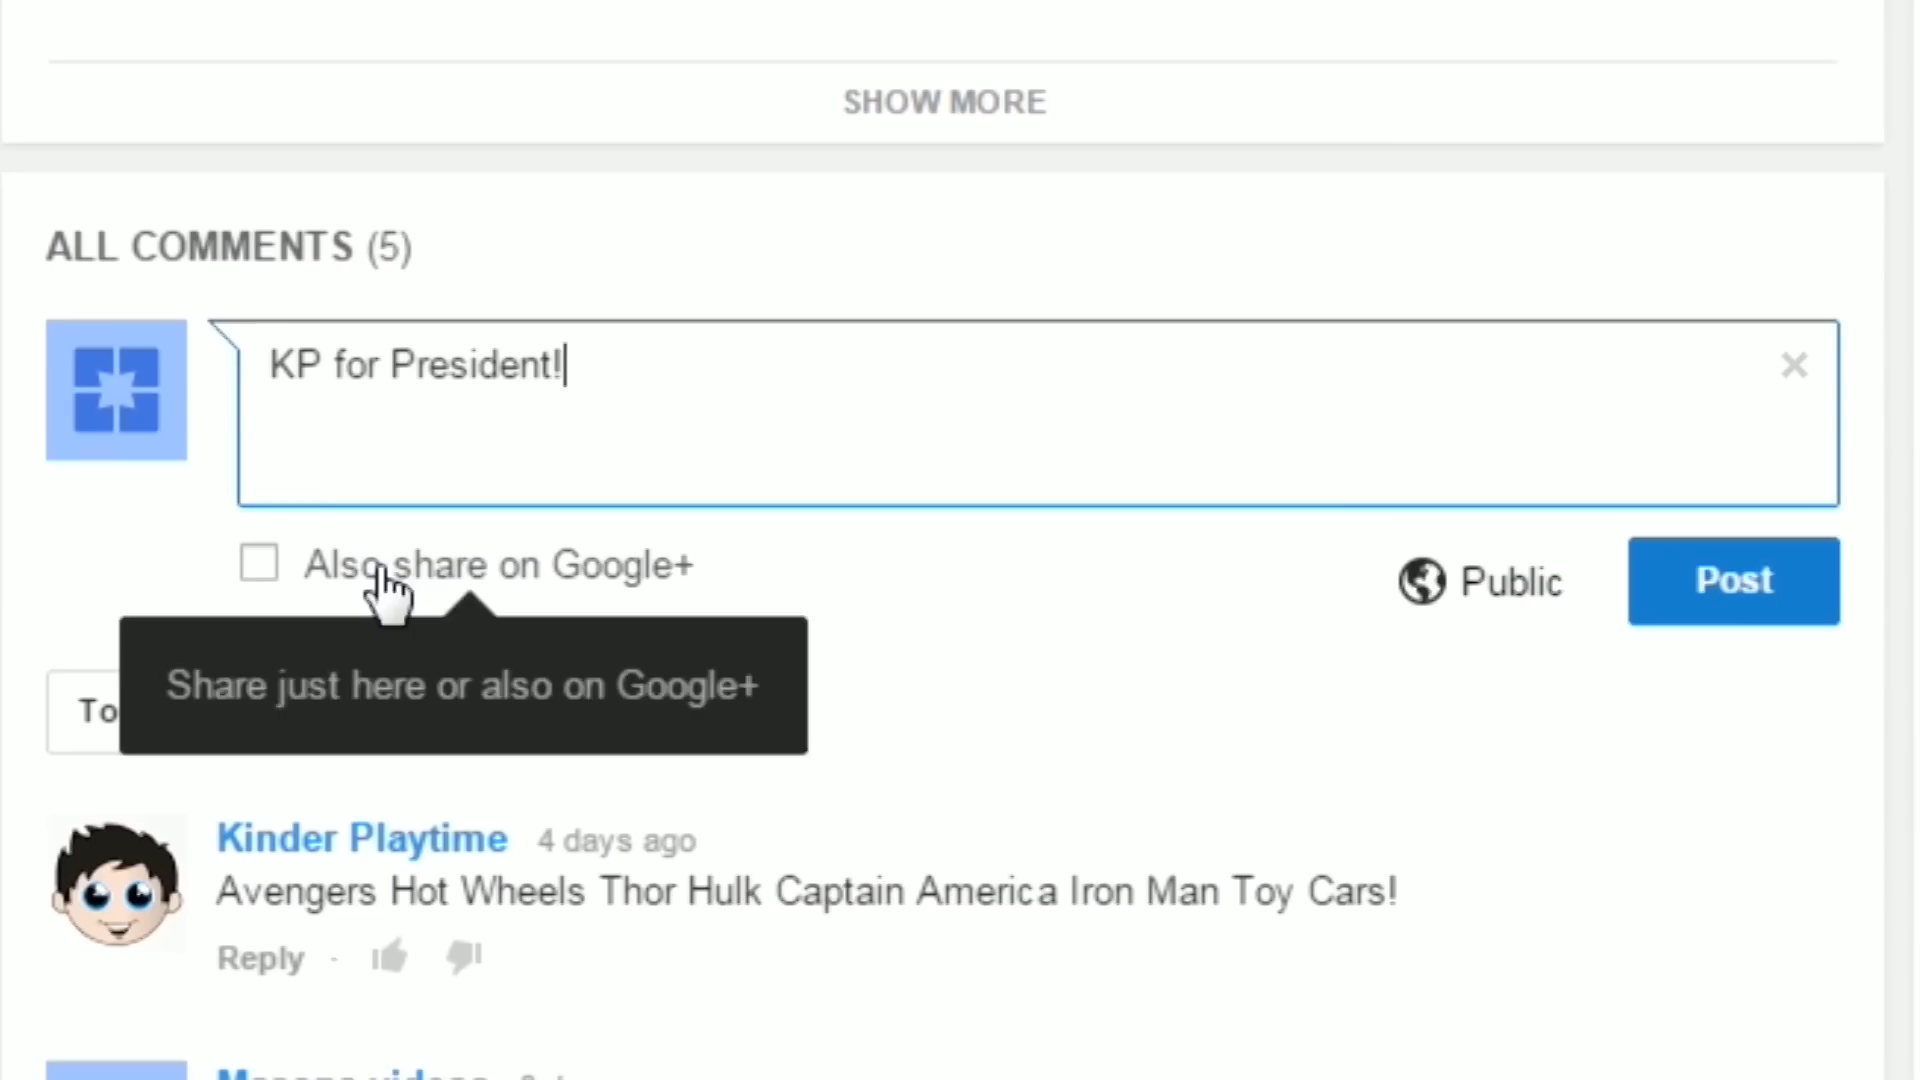 SHOW MORE
ALL COMMENTS (5)
KP for President!
Also share on Google+
Public
Post
Share just here or also on Google+
To
Kinder Playtime 4 days ago
Avengers Hot Wheels Thor Hulk Captain America Iron Man Toy Cars!
Reply